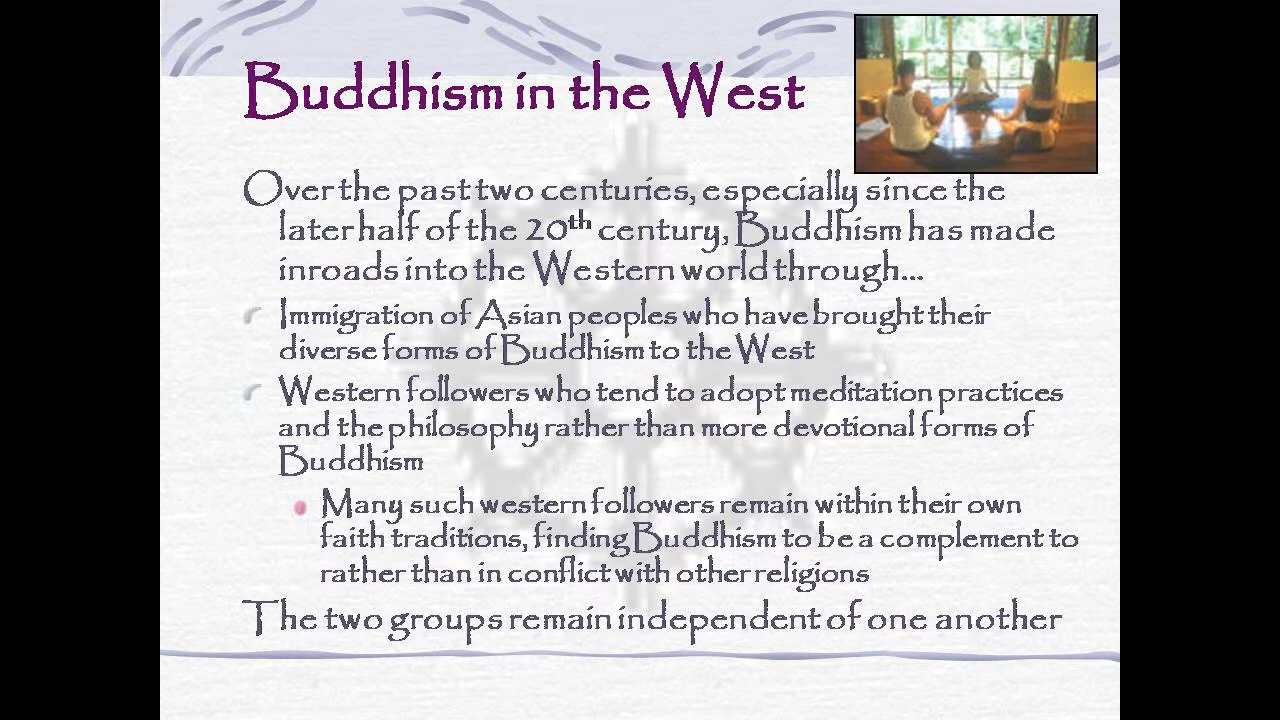 Buddhism in the West
Over the past two centuries, especially since the
later half of the 20th century, Buddhism has made
inroads into the Western world through...
Immigration of Asian peoples who have brought their
diverse forms of Buddhism to the West
Western followers who tend to adopt meditation practices
and the philosophy rather than more devotional forms of
Buddhism
Many such western followers remain within their own
faith traditions, finding Buddhism to be a complement to
rather than in conflict with other religions
The two groups remain independent of one another